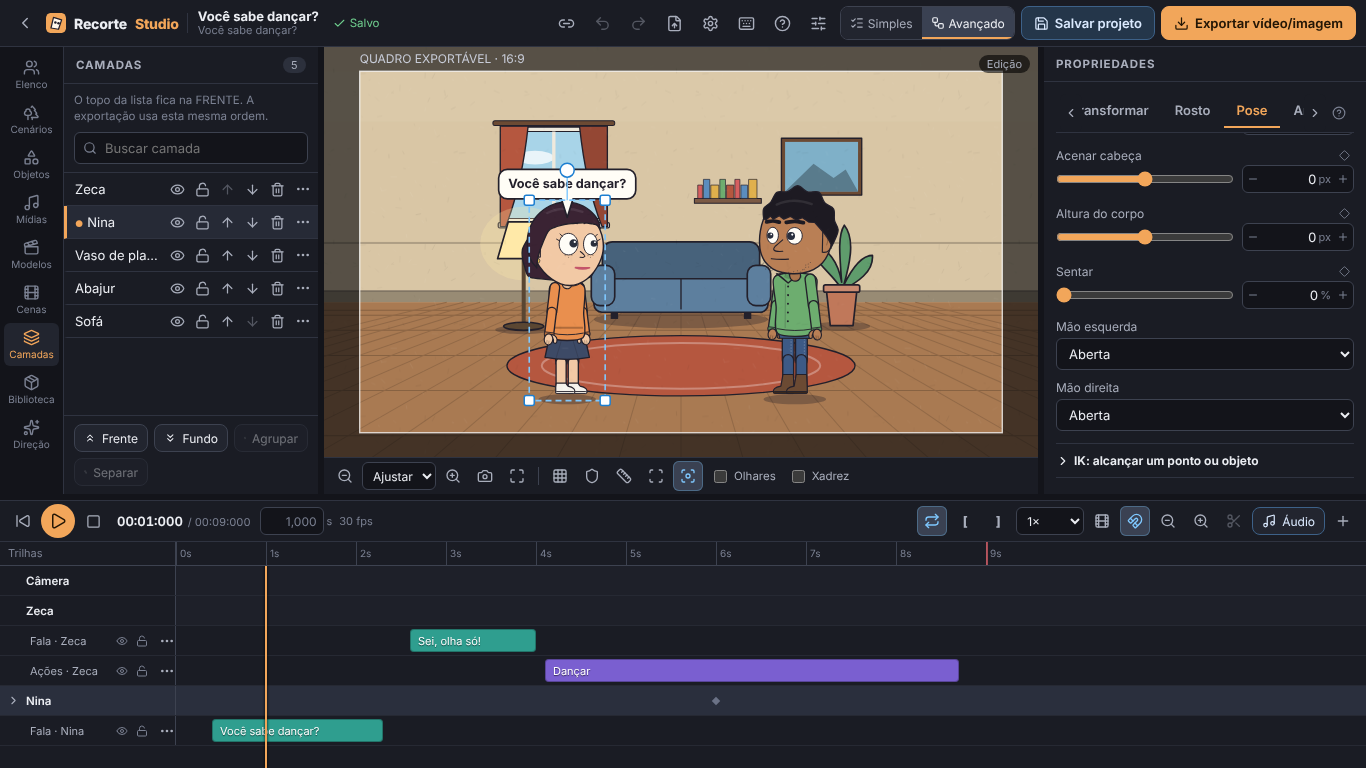 Recorte Studio
Você sabe dançar?
Você sabe dançar?
Salvo
Simples
Avançado
Salvar projeto
Exportar vídeo/imagem
Elenco
Cenários
Objetos
Mídias
Modelos
Cenas
Camadas
Biblioteca
Direção
CAMADAS
5
O topo da lista fica na FRENTE. A
exportação usa esta mesma ordem.
Buscar camada
Zeca
Nina
Vaso de pla...
Abajur
Sofá
Frente
Fundo
Agrupar
Separar
QUADRO EXPORTÁVEL · 16:9
Edição
Você sabe dançar?
Ajustar
Olhares
Xadrez
PROPRIEDADES
ansformar
Rosto
Pose
A
Acenar cabeça
0 px
Altura do corpo
0 px
Sentar
0 %
Mão esquerda
Aberta
Mão direita
Aberta
IK: alcançar um ponto ou objeto
00:01:000 / 00:09:000
1,000 s
30 fps
[ ]
1×
Áudio
Trilhas
0s 1s 2s 3s 4s 5s 6s 7s 8s 9s
Câmera
Zeca
Fala · Zeca
Sei, olha só!
Ações · Zeca
Dançar
Nina
Fala · Nina
Você sabe dançar?